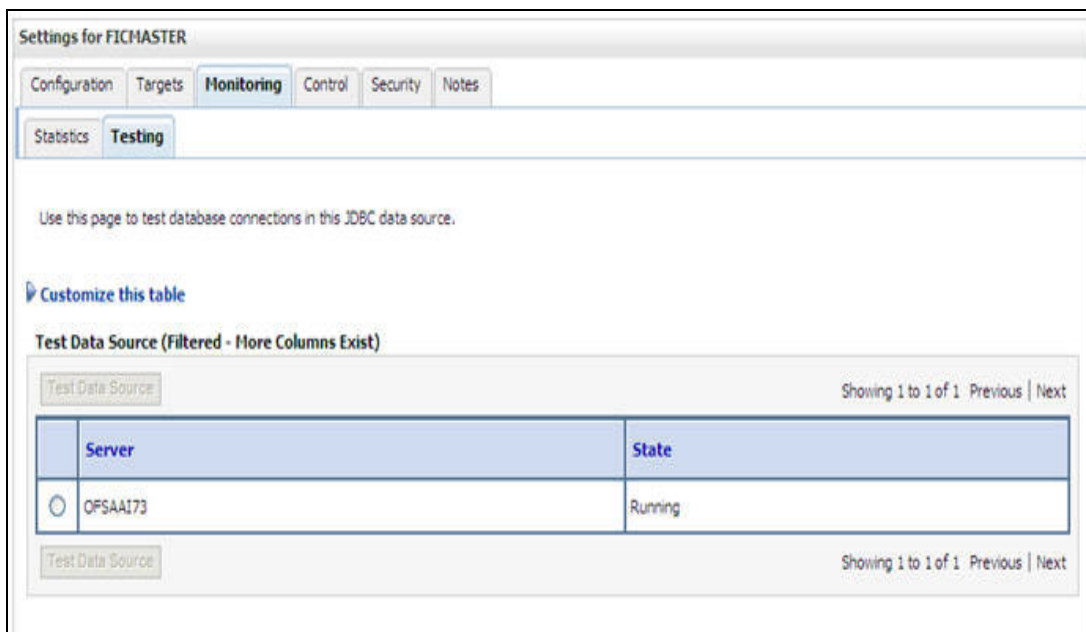 Settings for FICMASTER
Configuration Targets Monitoring Control Security Notes
Statistics Testing
Use this page to test database connections in this JDBC data source.
Customize this table
Test Data Source (Filtered - More Columns Exist)
Test Data Source Showing 1 to 1 of 1 Previous | Next
Server State
OFSAAI73 Running
Test Data Source Showing 1 to 1 of 1 Previous | Next